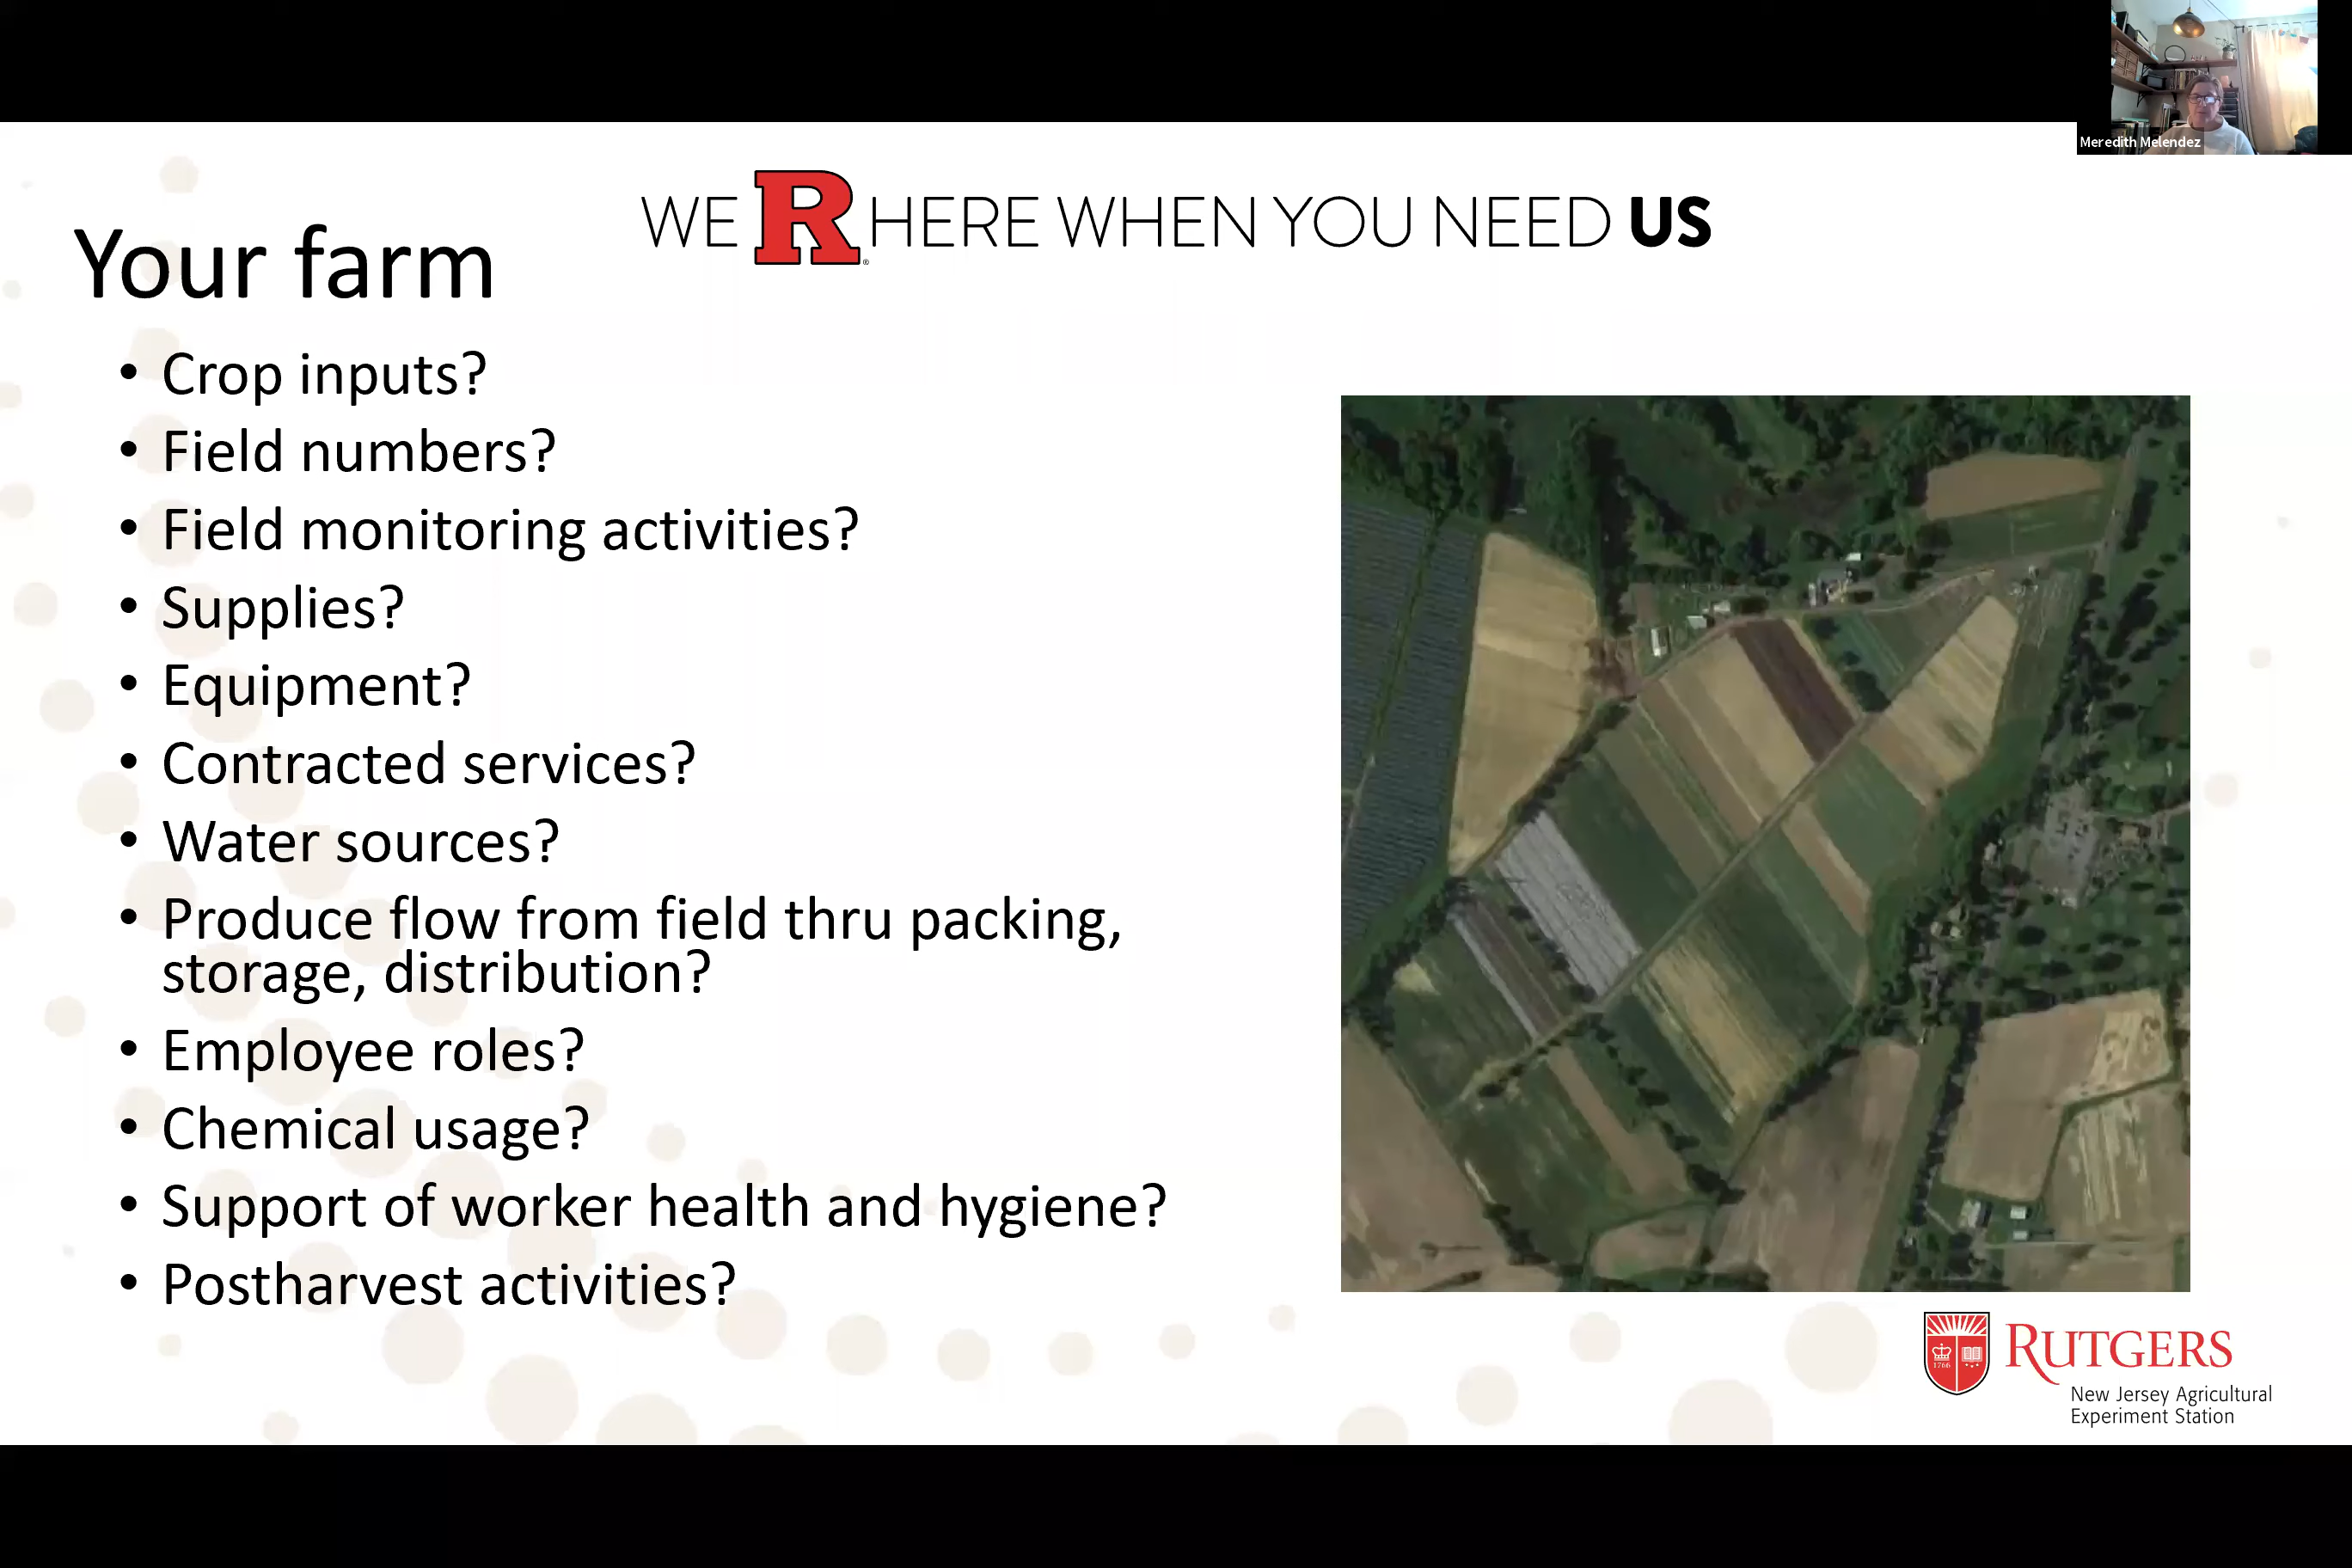 Meredith Melendez
WE R HERE WHEN YOU NEED US
Your farm
• Crop inputs?
• Field numbers?
• Field monitoring activities?
• Supplies?
• Equipment?
• Contracted services?
• Water sources?
• Produce flow from field thru packing,
storage, distribution?
• Employee roles?
• Chemical usage?
• Support of worker health and hygiene?
• Postharvest activities?
1766
RUTGERS
New Jersey Agricultural
Experiment Station